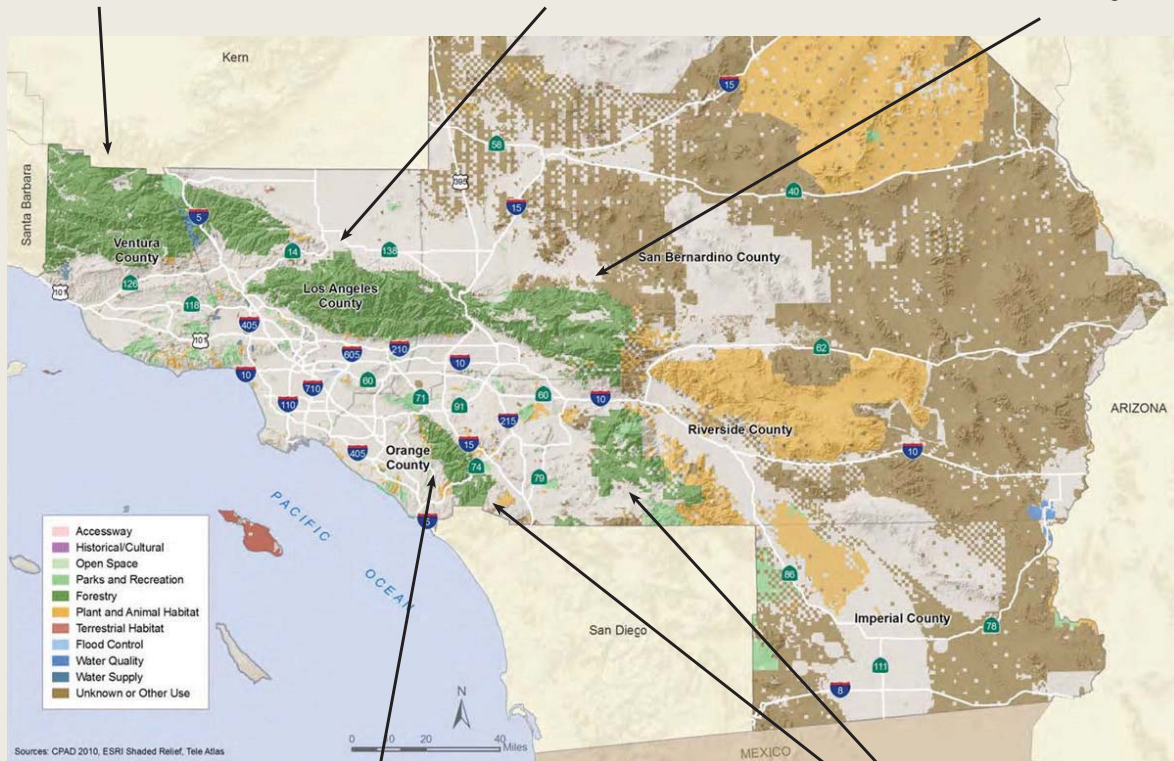 Kern
15
58
395
40
15
Santa Barbara
5
Ventura
County
14
138
San Bernardino County
126
101
Los Angeles
County
118
405
101
62
605
210
10
10
60
10
710
71
91
60
ARIZONA
110
215
Riverside County
10
405
Orange
County
15
74
79
5
PACIFIC
OCEAN
Accessway
Historical/Cultural
Open Space
Parks and Recreation
Forestry
Plant and Animal Habitat
Terrestrial Habitat
Flood Control
Water Quality
Water Supply
Unknown or Other Use
86
Imperial County
78
San Diego
111
8
N
0
20
40
Miles
MEXICO
Sources: CPAD 2010, ESRI Shaded Relief, Tele Atlas